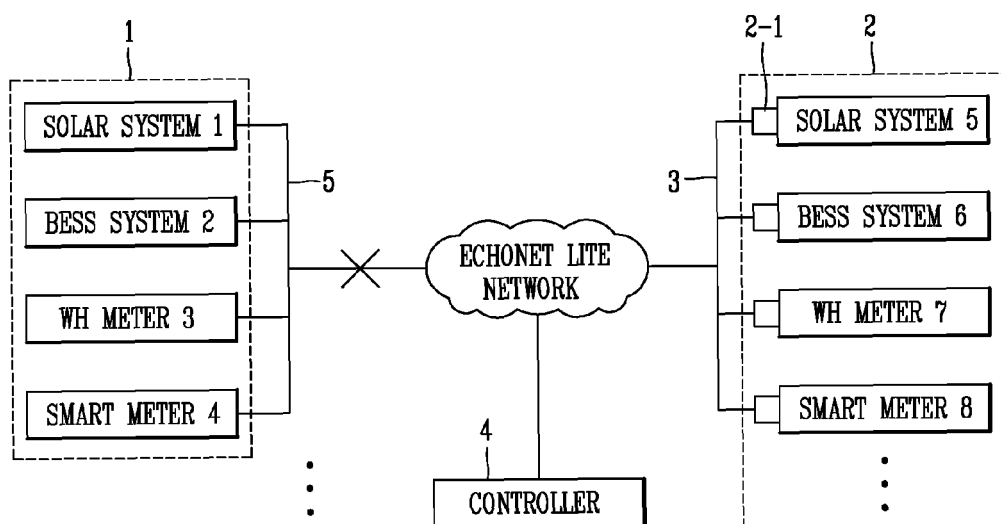 1
2-1
2
SOLAR SYSTEM 1
SOLAR SYSTEM 5
5
3
BESS SYSTEM 2
BESS SYSTEM 6
ECHONET LITE
NETWORK
WH METER 3
WH METER 7
SMART METER 4
SMART METER 8
4
CONTROLLER